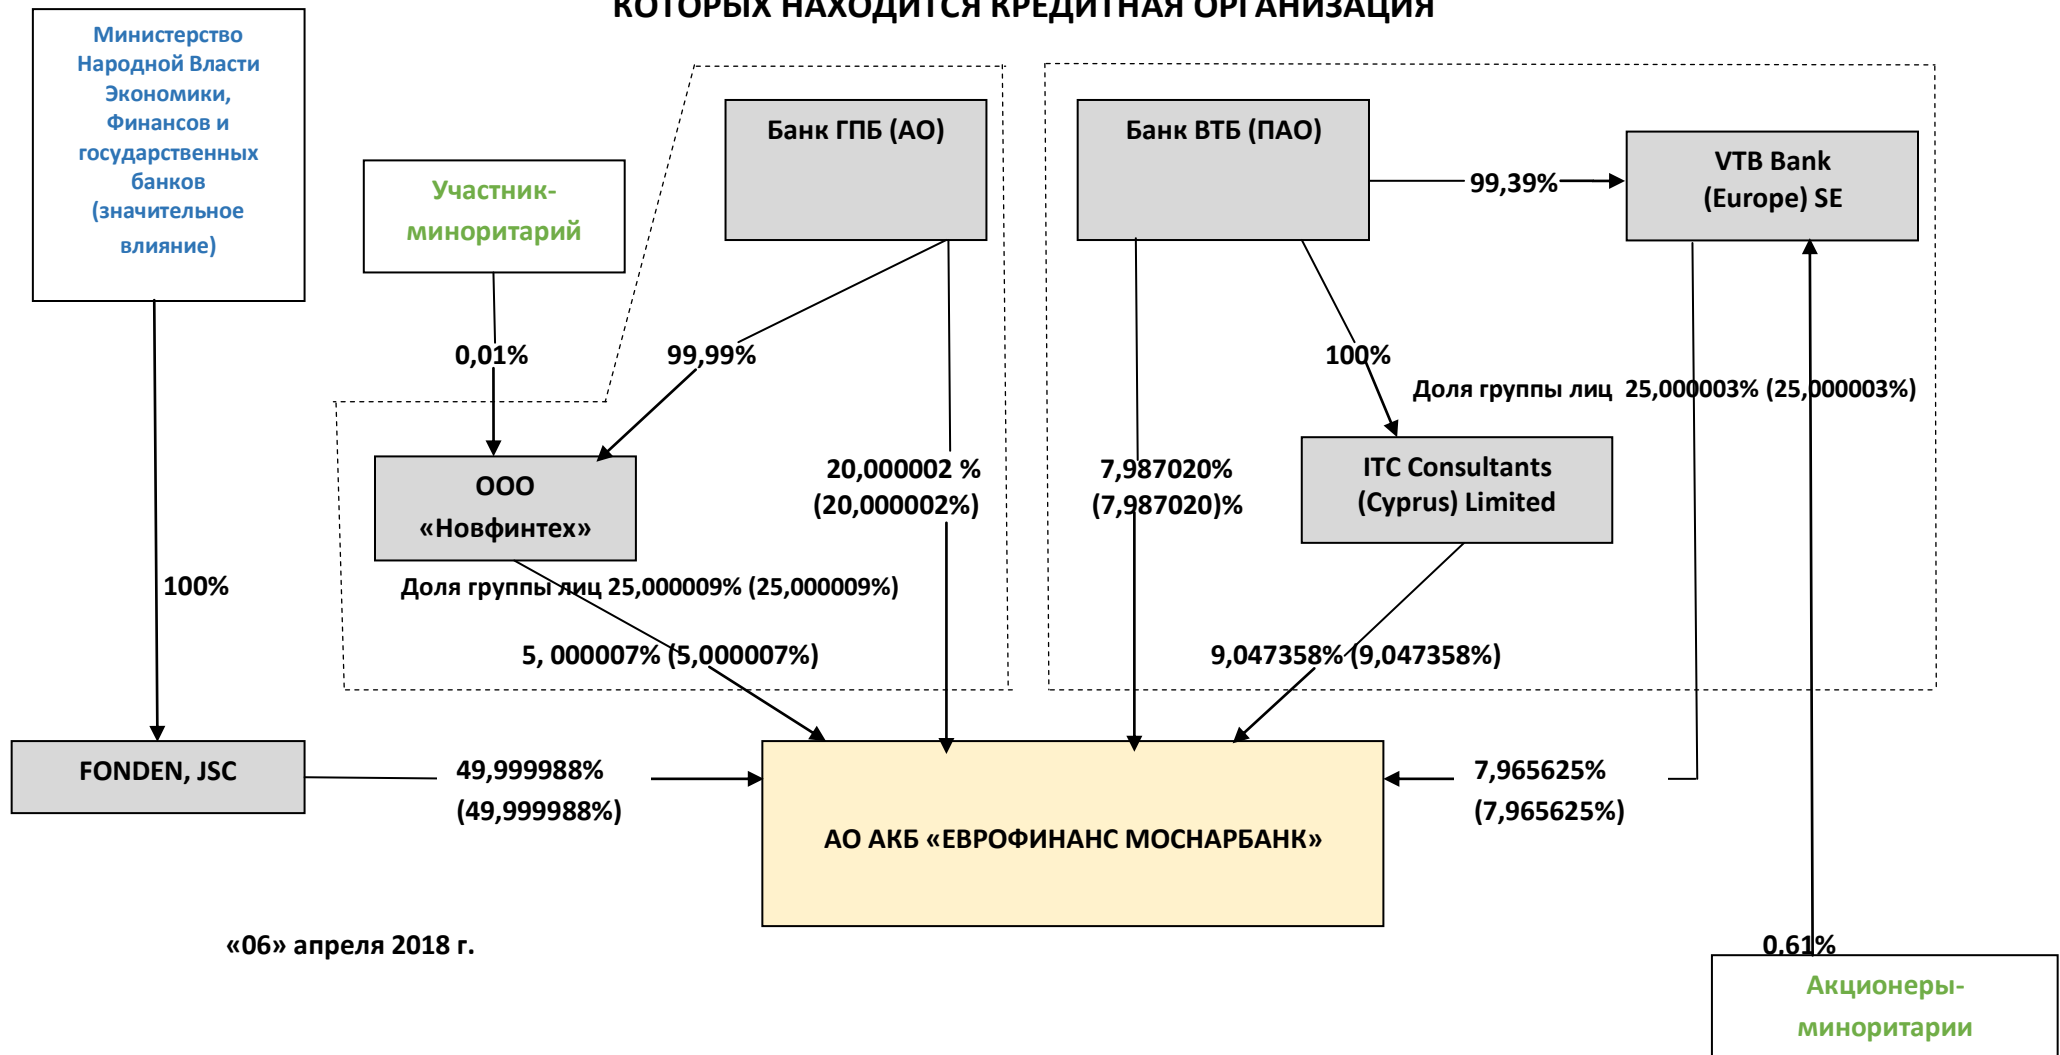 КОТОРЫХ НАХОДИТСЯ КРЕДИТНАЯ ОРГАНИЗАЦИЯ
Министерство
Народной Власти
Экономики,
Финансов и
государственных
банков
(значительное
влияние)
Участник-
миноритарий
Банк ГПБ (АО)
Банк ВТБ (ПАО)
VTB Bank
(Europe) SE
99,39%
0,01%
99,99%
100%
Доля группы лиц 25,000003% (25,000003%)
ООО
«Новфинтех»
20,000002 %
(20,000002%)
7,987020%
(7,987020)%
ITC Consultants
(Cyprus) Limited
100%
Доля группы лиц 25,000009% (25,000009%)
5, 000007% (5,000007%)
9,047358% (9,047358%)
FONDEN, JSC
49,999988%
(49,999988%)
АО АКБ «ЕВРОФИНАНС МОСНАРБАНК»
7,965625%
(7,965625%)
«06» апреля 2018 г.
0,61%
Акционеры-
миноритарии